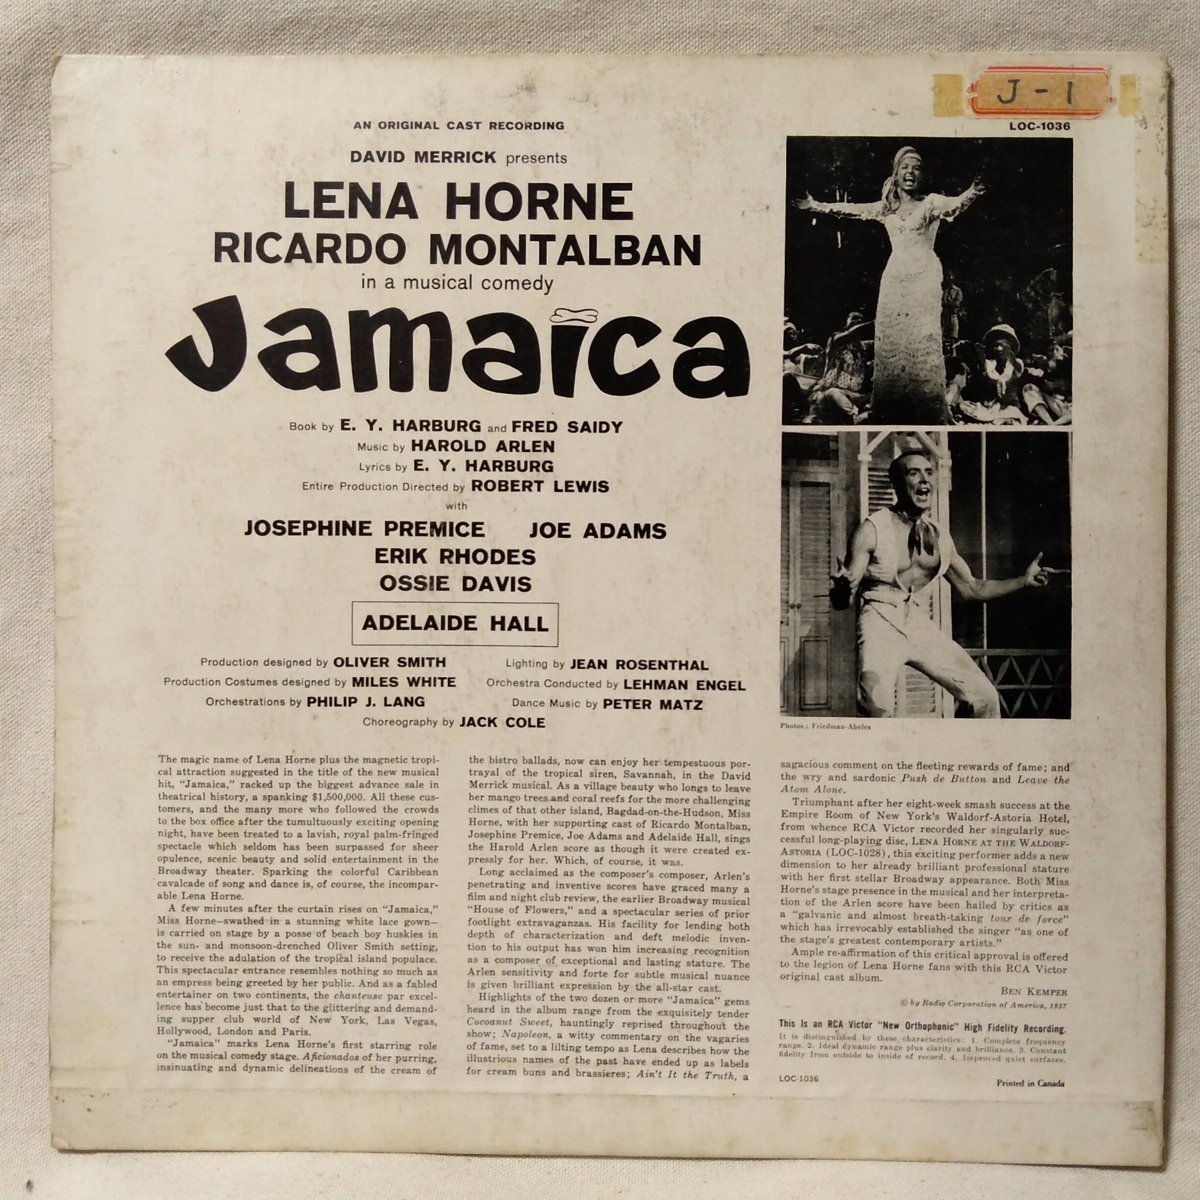 J-1
LOC-1036
AN ORIGINAL CAST RECORDING
DAVID MERRICK presents
LENA HORNE
RICARDO MONTALBAN
in a musical comedy
Jamaica
Book by E. Y. HARBURG and FRED SAIDY
Music by HAROLD ARLEN
Lyrics by E. Y. HARBURG
Entire Production Directed by ROBERT LEWIS
with
JOSEPHINE PREMICE JOE ADAMS
ERIK RHODES
OSSIE DAVIS
ADELAIDE HALL
Production designed by OLIVER SMITH Lighting by JEAN ROSENTHAL
Production Costumes designed by MILES WHITE Orchestra Conducted by LEHMAN ENGEL
Orchestrations by PHILIP J. LANG Dance Music by PETER MATZ
Choreography by JACK COLE
Photos: Friedman-Abeles
The magic name of Lena Horne plus the magnetic tropi-
cal attraction suggested in the title of the new musical
hit, "Jamaica," racked up the biggest advance sale in
theatrical history, a spanking $1,500,000. All these cus-
tomers, and the many more who followed the crowds
to the box office after the tumultuously exciting opening
night, have been treated to a lavish, royal palm-fringed
spectacle which seldom has been surpassed for sheer
opulence, scenic beauty and solid entertainment in the
Broadway theater. Sparking the colorful Caribbean
cavalcade of song and dance is, of course, the incompar-
able Lena Horne.
A few minutes after the curtain rises on "Jamaica,"
Miss Horne—swathed in a stunning white lace gown—
is carried on stage by a posse of beach boy huskies in
the sun- and monsoon-drenched Oliver Smith setting,
to receive the adulation of the tropical island populace.
This spectacular entrance resembles nothing so much as
an empress being greeted by her public. And as a fabled
entertainer on two continents, the chanteuse par excel-
lence has become just that to the glittering and demand-
ing supper club world of New York, Las Vegas,
Hollywood, London and Paris.
"Jamaica" marks Lena Horne's first starring role
on the musical comedy stage. Aficionados of her purring,
insinuating and dynamic delineations of the cream of
the bistro ballads, now can enjoy her tempestuous por-
trayal of the tropical siren, Savannah, in the David
Merrick musical. As a village beauty who longs to leave
her mango trees and coral reefs for the more challenging
climes of that other island, Bagdad-on-the-Hudson, Miss
Horne, with her supporting cast of Ricardo Montalban,
Josephine Premice, Joe Adams and Adelaide Hall, sings
the Harold Arlen score as though it were created ex-
pressly for her. Which, of course, it was.
Long acclaimed as the composer's composer, Arlen's
penetrating and inventive scores have graced many a
film and night club review, the earlier Broadway musical
"House of Flowers," and a spectacular series of prior
footlight extravaganzas. His facility for lending both
depth of characterization and deft melodic inven-
tion to his output has won him increasing recognition
as a composer of exceptional and lasting stature. The
Arlen sensitivity and forte for subtle musical nuance
is given brilliant expression by the all-star cast.
Highlights of the two dozen or more "Jamaica" gems
heard in the album range from the exquisitely tender
Cocoanut Sweet, hauntingly reprised throughout the
show; Napoleon, a witty commentary on the vagaries
of fame, set to a lilting tempo as Lena describes how the
illustrious names of the past have ended up as labels
for cream buns and brassieres; Ain't It the Truth, a
sagacious comment on the fleeting rewards of fame; and
the wry and sardonic Push de Button and Leave the
Atom Alone.
Triumphant after her eight-week smash success at the
Empire Room of New York's Waldorf-Astoria Hotel,
from whence RCA Victor recorded her singularly suc-
cessful long-playing disc, LENA HORNE AT THE WALDORF-
ASTORIA (LOC-1028), this exciting performer adds a new
dimension to her already brilliant professional stature
with her first stellar Broadway appearance. Both Miss
Horne's stage presence in the musical and her interpreta-
tion of the Arlen score have been hailed by critics as
a "galvanic and almost breath-taking tour de force"
which has irrevocably established the singer "as one of
the stage's greatest contemporary artists."
Ample re-affirmation of this critical approval is offered
to the legion of Lena Horne fans with this RCA Victor
original cast album.
BEN KEMPER
© by Radio Corporation of America, 1957
This Is an RCA Victor "New Orthophonic" High Fidelity Recording.
It is distinguished by these characteristics: 1. Complete frequency
range. 2. Ideal dynamic range plus clarity and brilliance. 3. Constant
fidelity from outside to inside of record. 4. Improved quiet surfaces.
LOC-1036 Printed in Canada